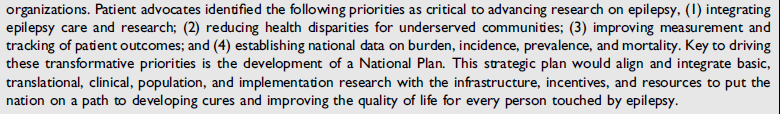 organizations. Patient advocates identified the following priorities as critical to advancing research on epilepsy, (1) integrating
epilepsy care and research; (2) reducing health disparities for underserved communities; (3) improving measurement and
tracking of patient outcomes; and (4) establishing national data on burden, incidence, prevalence, and mortality. Key to driving
these transformative priorities is the development of a National Plan. This strategic plan would align and integrate basic,
translational, clinical, population, and implementation research with the infrastructure, incentives, and resources to put the
nation on a path to developing cures and improving the quality of life for every person touched by epilepsy.